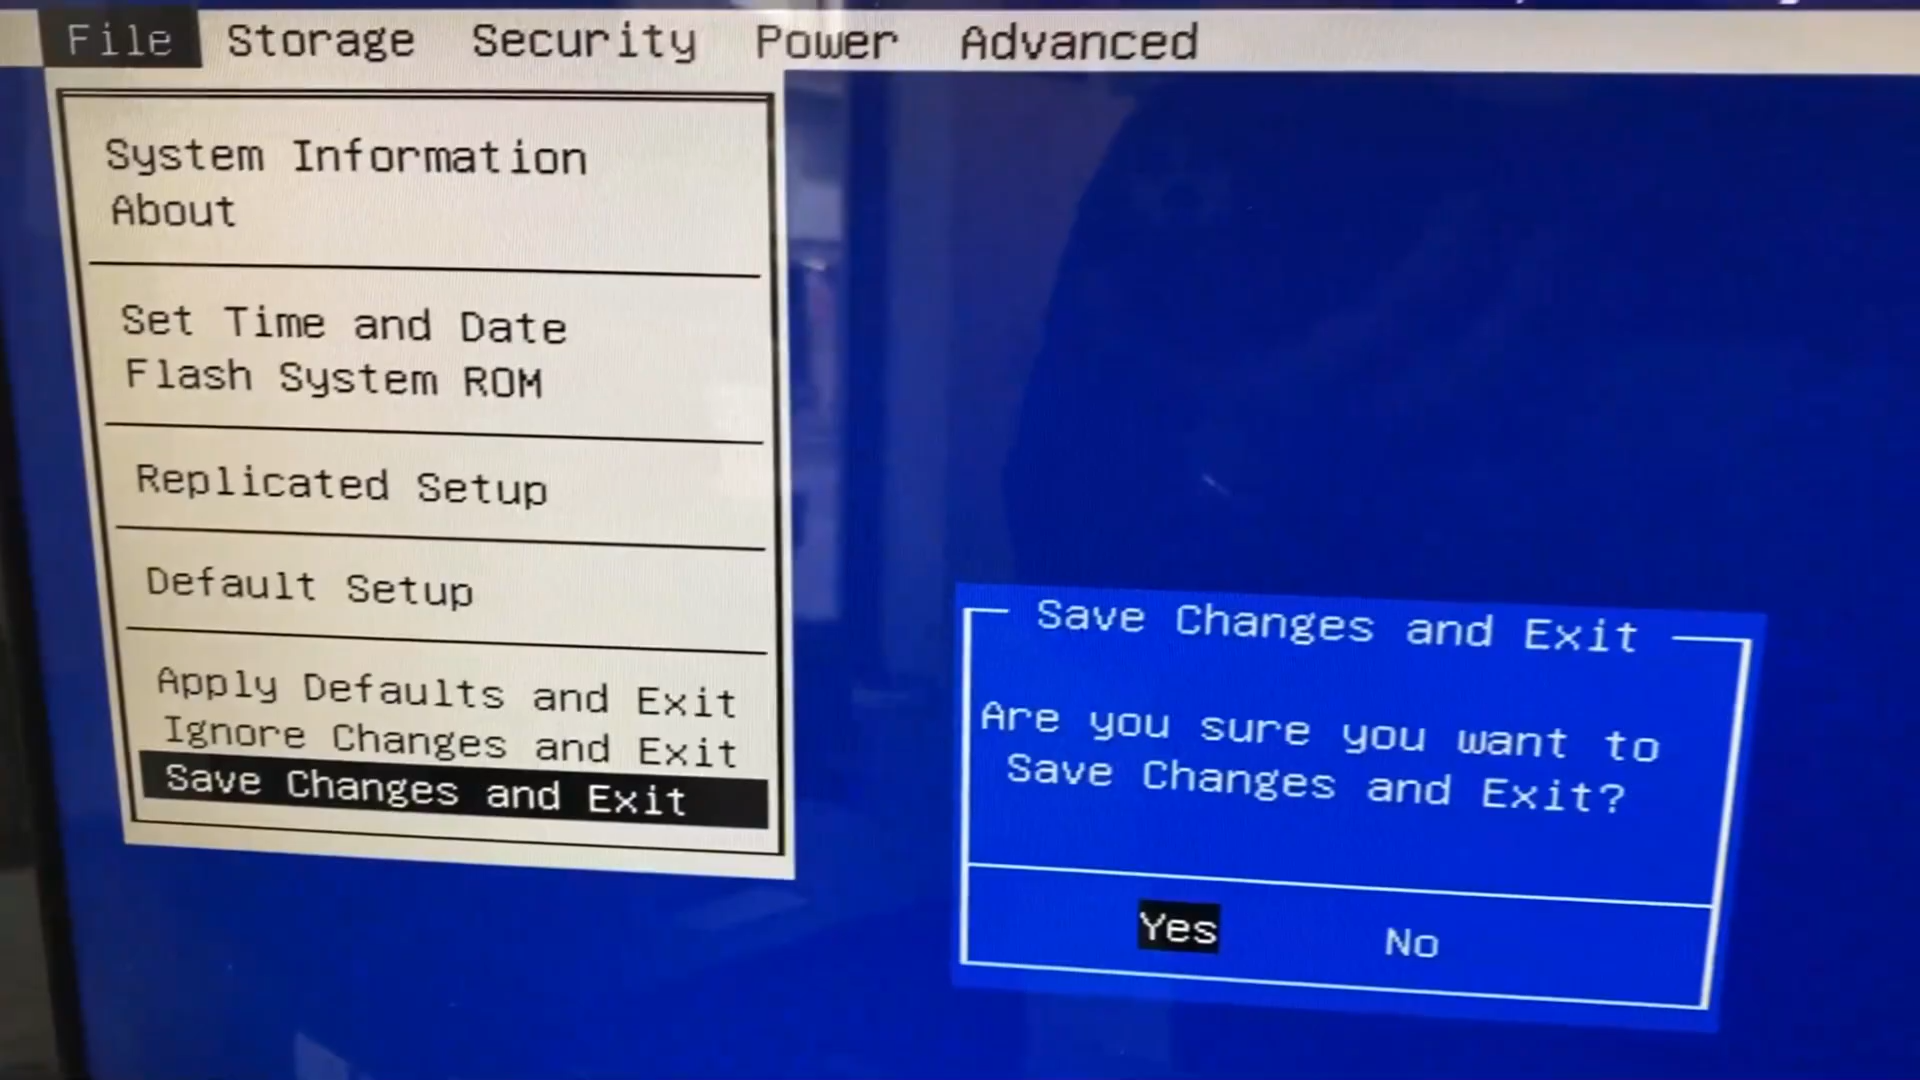 File Storage Security Power Advanced
System Information
About
Set Time and Date
Flash System ROM
Replicated Setup
Default Setup
Apply Defaults and Exit
Ignore Changes and Exit
Save Changes and Exit
Save Changes and Exit
Are you sure you want to
Save Changes and Exit?
Yes No